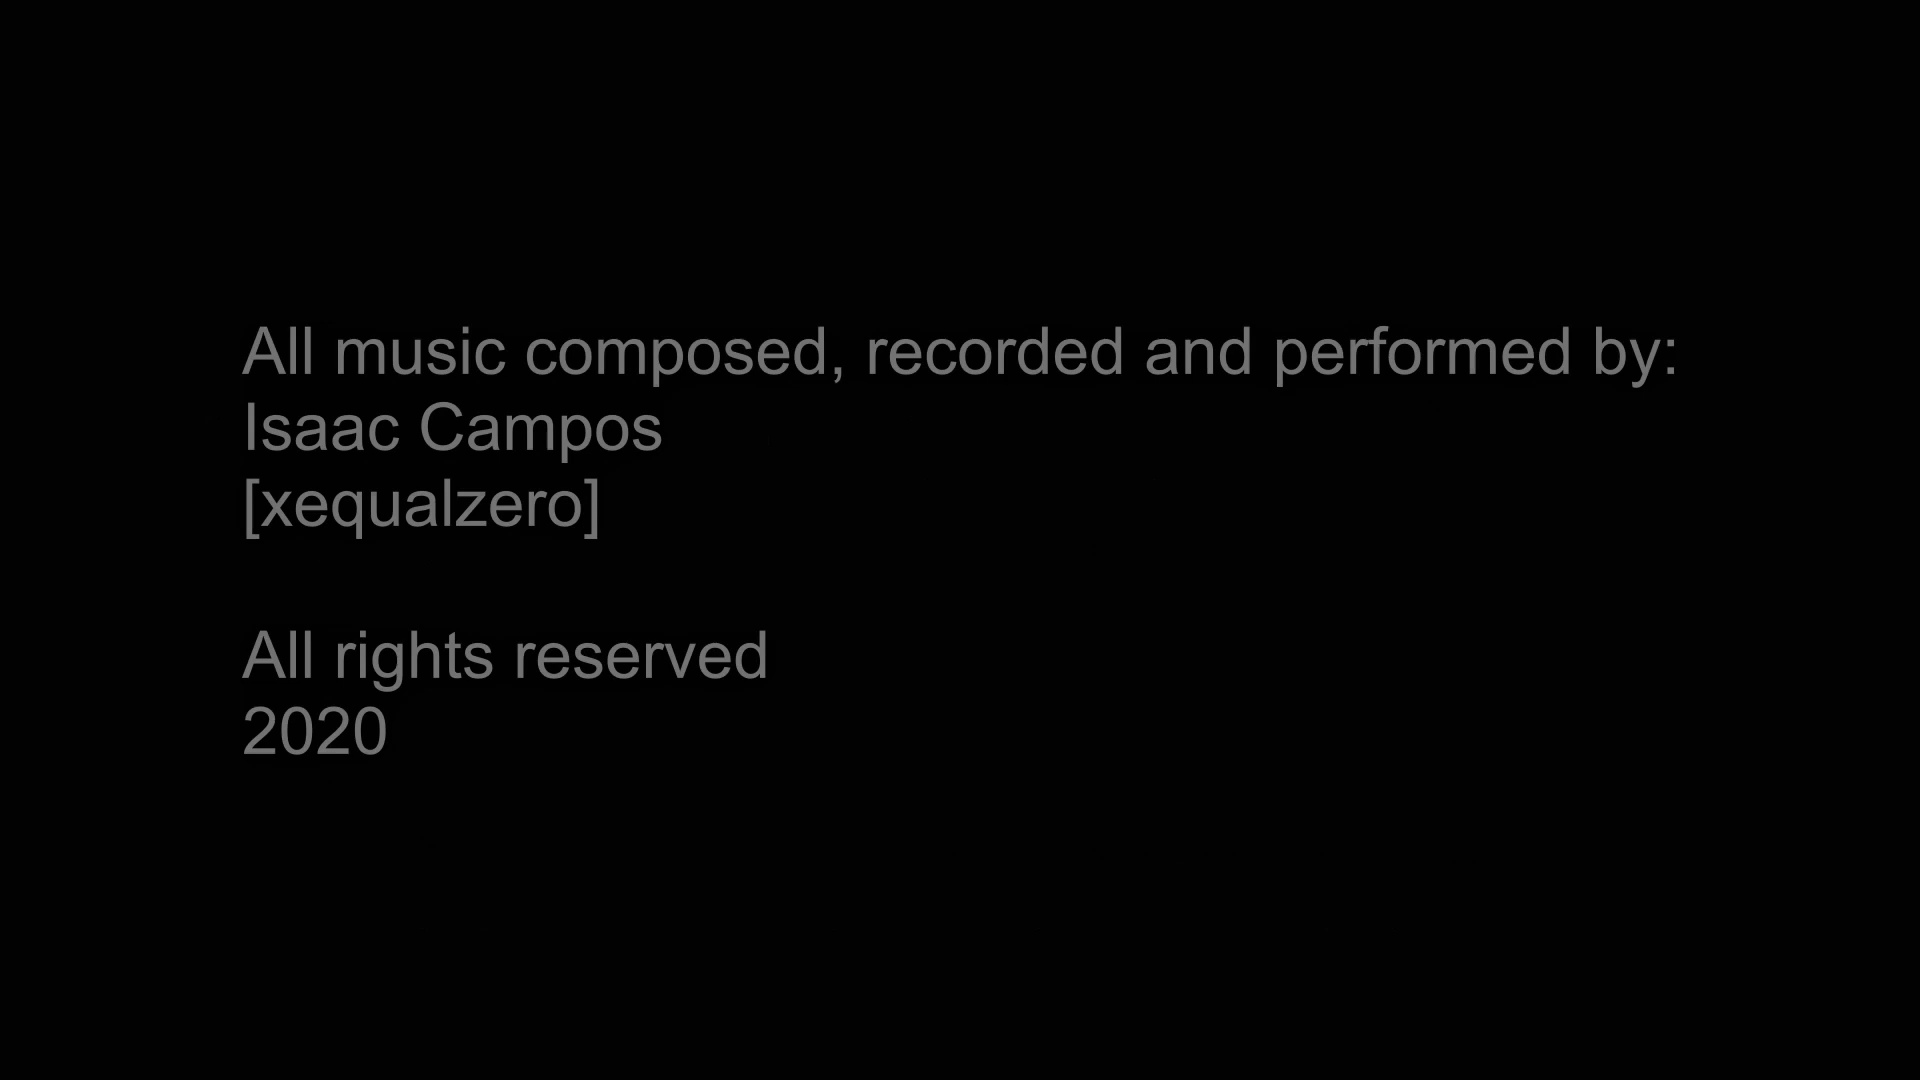 All music composed, recorded and performed by:
Isaac Campos
[xequalzero]
All rights reserved
2020